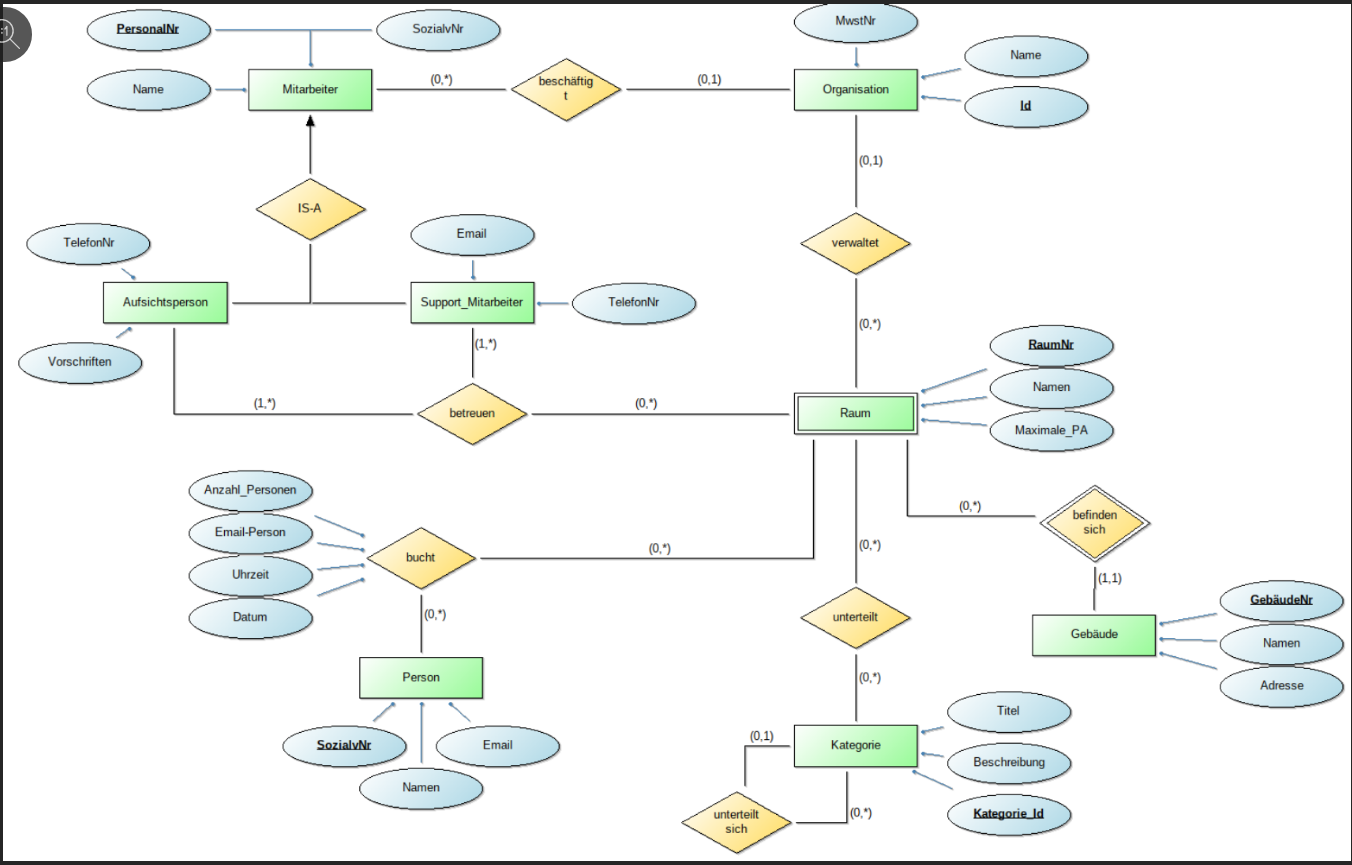 :1
PersonalNr
SozialvNr
MwstNr
Name
Name
Mitarbeiter
(0,*)
beschäftig
t
(0,1)
Organisation
Id
(0,1)
IS-A
TelefonNr
Email
verwaltet
Aufsichtsperson
Support_Mitarbeiter
TelefonNr
(0,*)
(1,*)
RaumNr
Vorschriften
Namen
(1,*)
betreuen
(0,*)
Raum
Maximale_PA
Anzahl_Personen
(0,*)
befinden
sich
Email-Person
(0,*)
(0,*)
bucht
Uhrzeit
(1,1)
Datum
(0,*)
unterteilt
GebäudeNr
Gebäude
Namen
Person
(0,*)
Adresse
Titel
SozialvNr
Email
(0,1)
Kategorie
Beschreibung
Namen
unterteilt
sich
(0,*)
Kategorie_Id